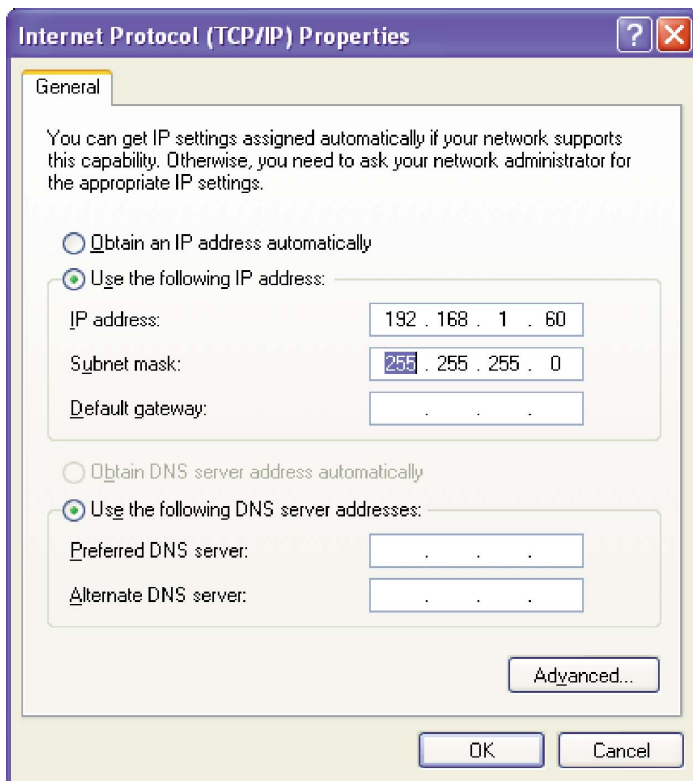 Internet Protocol (TCP/IP) Properties
General
You can get IP settings assigned automatically if your network supports
this capability. Otherwise, you need to ask your network administrator for
the appropriate IP settings.
Obtain an IP address automatically
Use the following IP address:
IP address: 192 . 168 . 1 . 60
Subnet mask: 255 . 255 . 255 . 0
Default gateway: . . .
Obtain DNS server address automatically
Use the following DNS server addresses:
Preferred DNS server: . . .
Alternate DNS server: . . .
Advanced...
OK Cancel